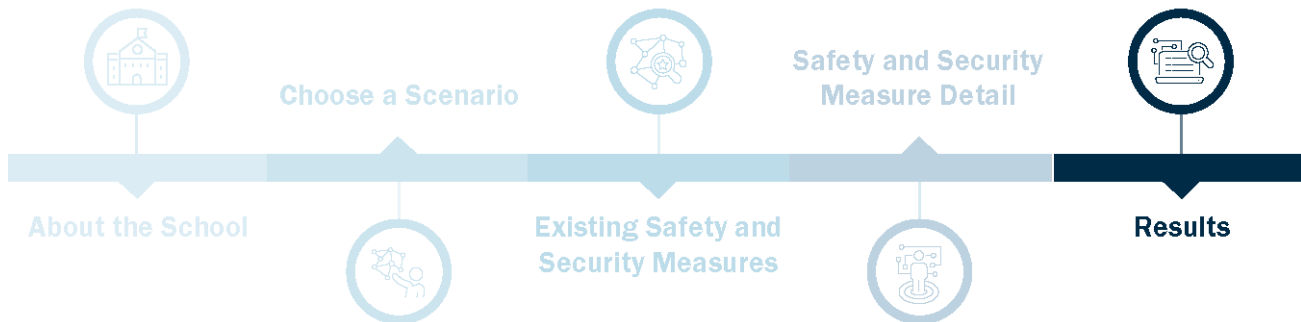 About the School
Choose a Scenario
Existing Safety and
Security Measures
Safety and Security
Measure Detail
Results